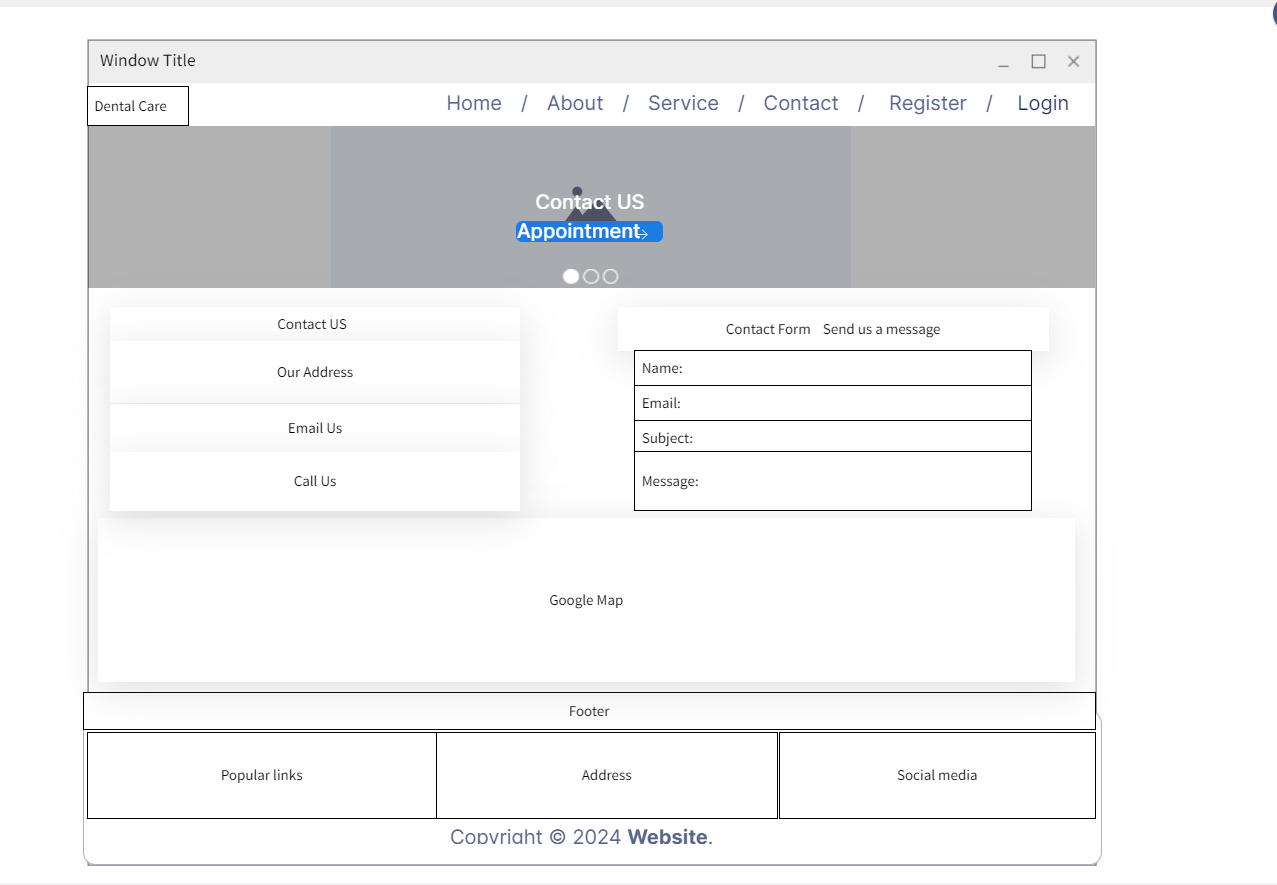 Window Title
Dental Care
Home / About / Service / Contact / Register / Login
Contact US
Appointment→
Contact US
Our Address
Email Us
Call Us
Contact Form Send us a message
Name:
Email:
Subject:
Message:
Google Map
Footer
Popular links
Address
Social media
Copyright © 2024 Website.